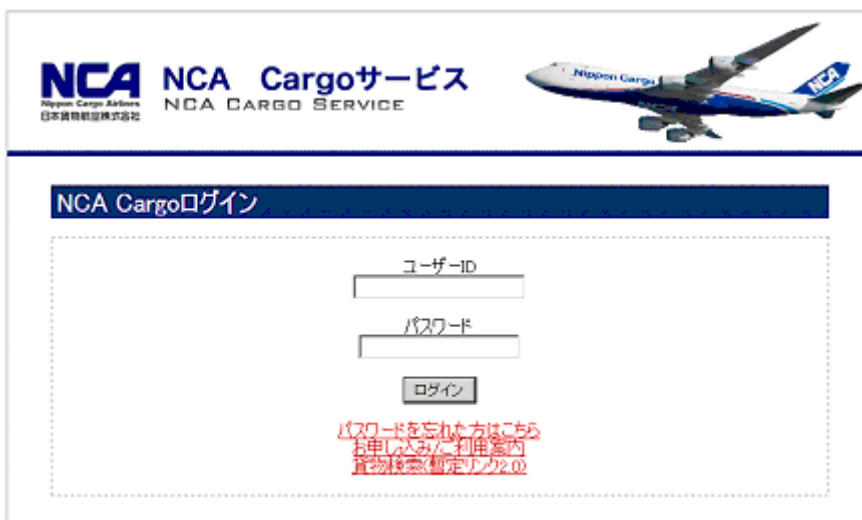 NCA
Nippon Cargo Airlines
日本貨物航空株式会社
NCA Cargoサービス
NCA CARGO SERVICE
Nippon Cargo
NCA
NCA Cargoログイン
ユーザーID
パスワード
ログイン
パスワードを忘れた方はこちら
お申し込み/ご利用案内
貨物検索(暫定リンク2.0)